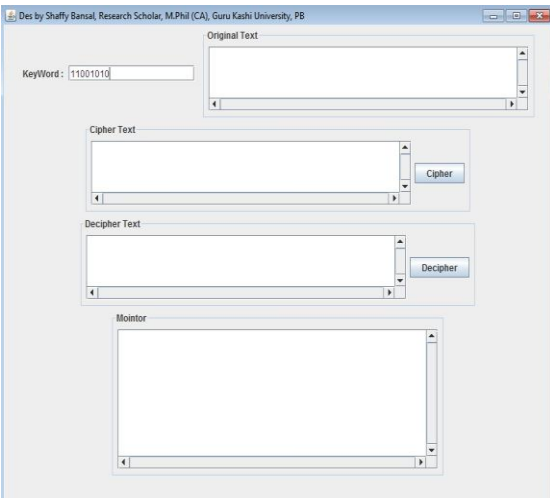 Des by Shaffy Bansal, Research Scholar, M.Phil (CA), Guru Kashi University, PB
Original Text
KeyWord : 11001010
Cipher Text
Cipher
Decipher Text
Decipher
Mointor